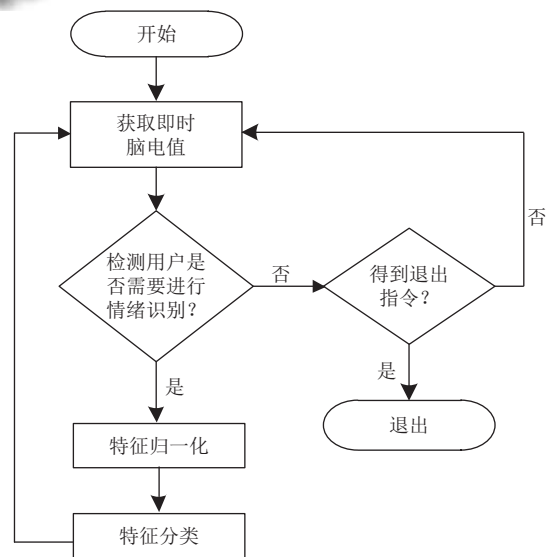 开始
获取即时
脑电值
检测用户是
否需要进行
情绪识别？
否
得到退出
指令？
否
是
是
特征归一化
退出
特征分类